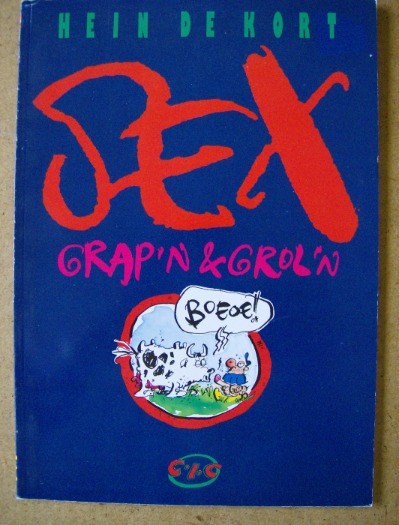 HEIN DE KORT
SEX
GRAP'N & GROL'N
BOEOE!